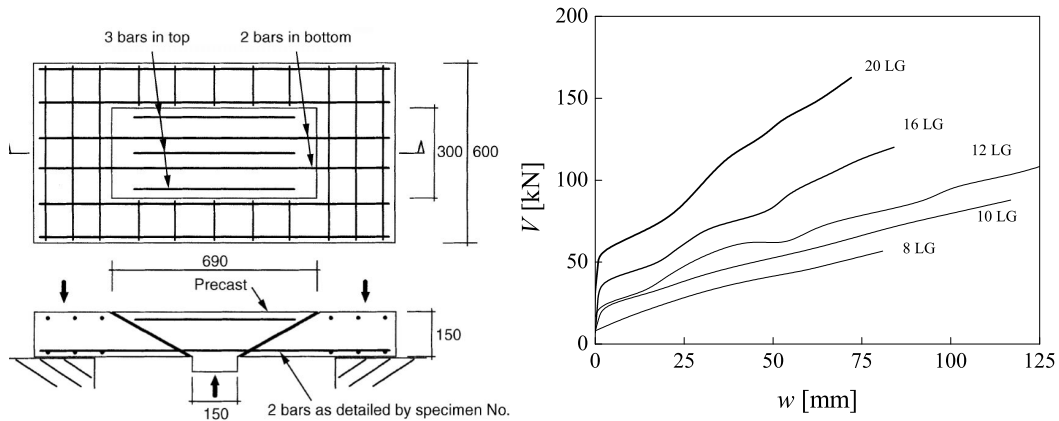 3 bars in top
2 bars in bottom
300
600
690
Precast
150
150
2 bars as detailed by specimen No.
200
150
100
50
0
V [kN]
20 LG
16 LG
12 LG
10 LG
8 LG
0
25
50
75
100
125
w [mm]